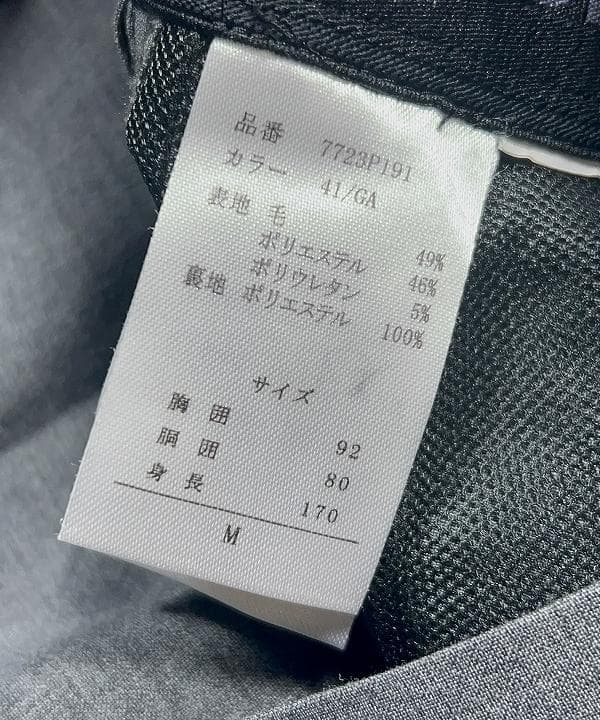 品番 7723P191
カラー 41/GA
表地 毛 49%
ポリエステル 46%
ポリウレタン 5%
裏地 ポリエステル 100%
サイズ
胸囲 92
胴囲 80
身長 170
M